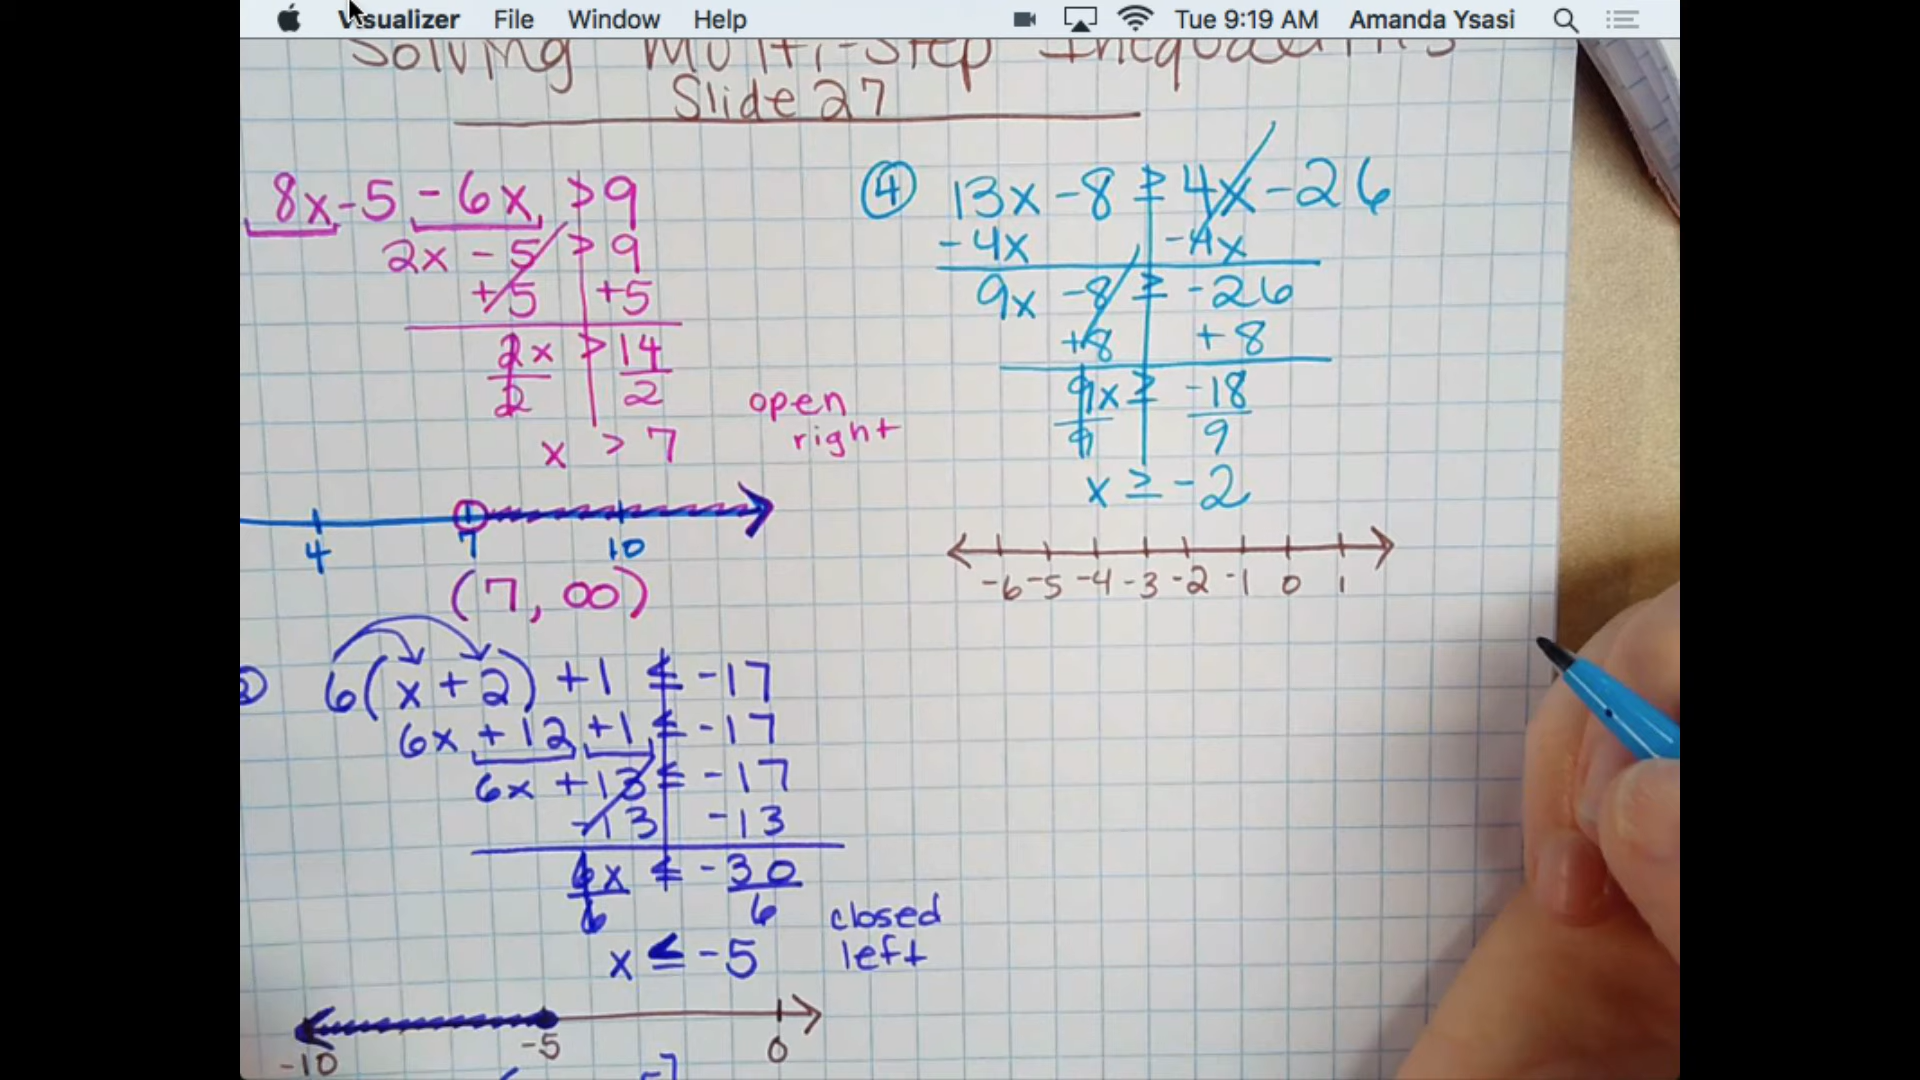 Visualizer File Window Help Tue 9:19 AM Amanda Ysasi
Solving Multi-Step Inequalities
Slide 27
8x-5 -6x > 9
2x - 5 > 9
+5 +5
2x > 14
2 2
x > 7
open
right
4 7 10
(7, ∞)
6(x+2) +1 ≤ -17
6x +12 +1 ≤ -17
6x +13 ≤ -17
-13 -13
6x ≤ -30
6 6
x ≤ -5
closed
left
-10 -5 0
④ 13x -8 ≥ 4x -26
-4x -4x
9x -8 ≥ -26
+8 +8
9x ≥ -18
9 9
x ≥ -2
-6 -5 -4 -3 -2 -1 0 1